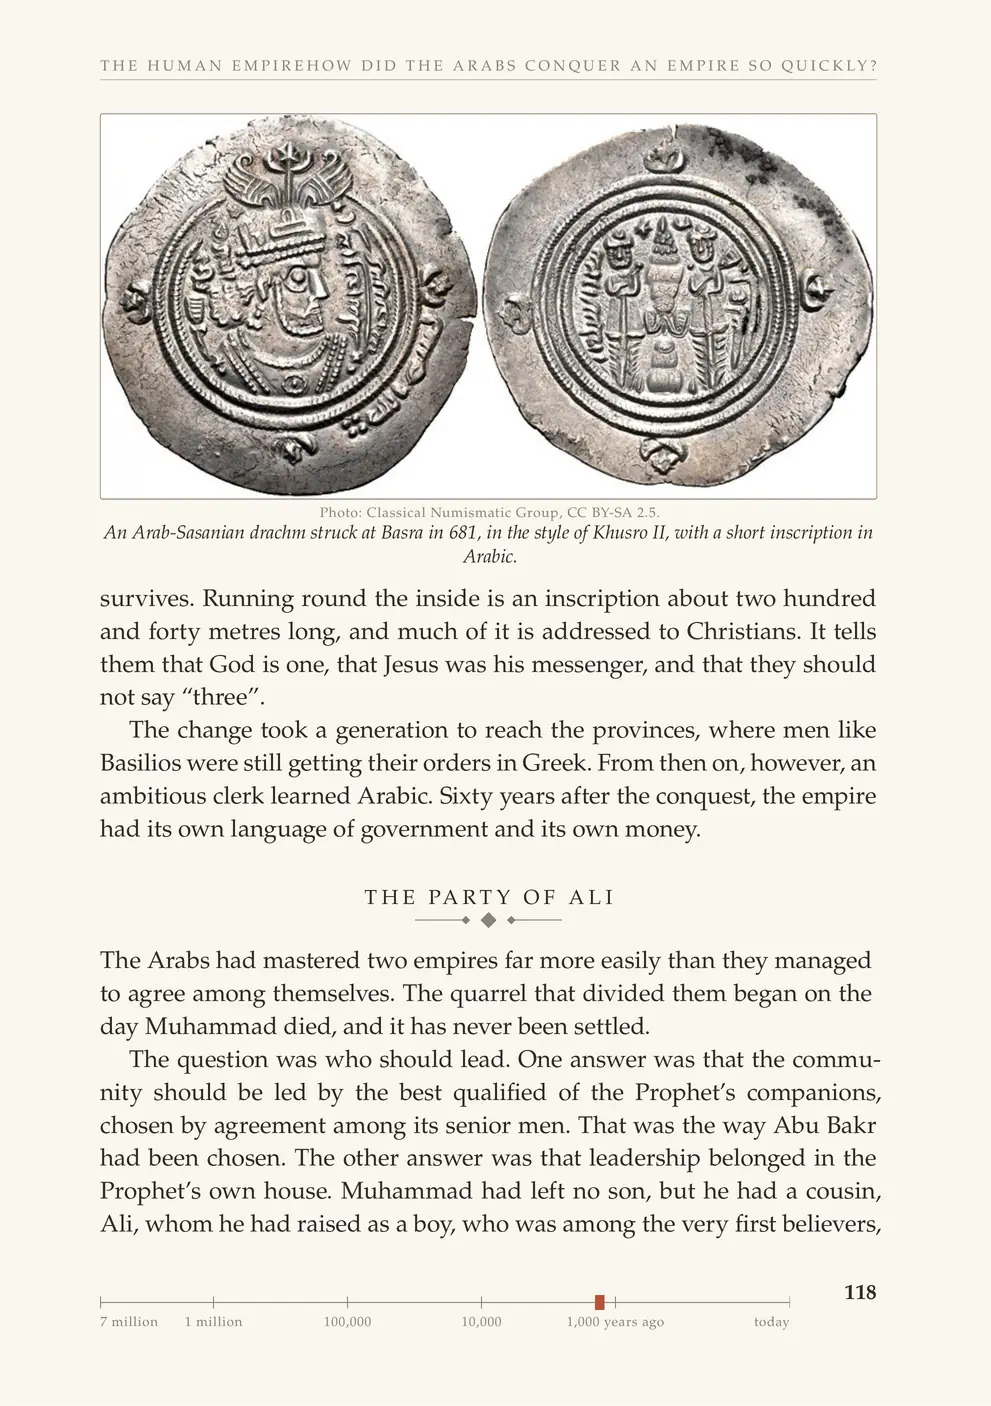 THE HUMAN EMPIREHOW DID THE ARABS CONQUER AN EMPIRE SO QUICKLY?
Photo: Classical Numismatic Group, CC BY-SA 2.5.
An Arab-Sasanian drachm struck at Basra in 681, in the style of Khusro II, with a short inscription in
Arabic.
survives. Running round the inside is an inscription about two hundred
and forty metres long, and much of it is addressed to Christians. It tells
them that God is one, that Jesus was his messenger, and that they should
not say “three”.
The change took a generation to reach the provinces, where men like
Basilios were still getting their orders in Greek. From then on, however, an
ambitious clerk learned Arabic. Sixty years after the conquest, the empire
had its own language of government and its own money.
THE PARTY OF ALI
The Arabs had mastered two empires far more easily than they managed
to agree among themselves. The quarrel that divided them began on the
day Muhammad died, and it has never been settled.
The question was who should lead. One answer was that the commu-
nity should be led by the best qualified of the Prophet’s companions,
chosen by agreement among its senior men. That was the way Abu Bakr
had been chosen. The other answer was that leadership belonged in the
Prophet’s own house. Muhammad had left no son, but he had a cousin,
Ali, whom he had raised as a boy, who was among the very first believers,
118
7 million 1 million 100,000 10,000 1,000 years ago today